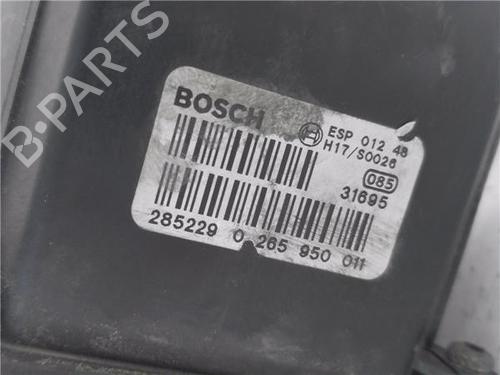 B-PARTS
BOSCH
ESP 012 48
H17/S0026
085
31695
285229 0 265 950 011